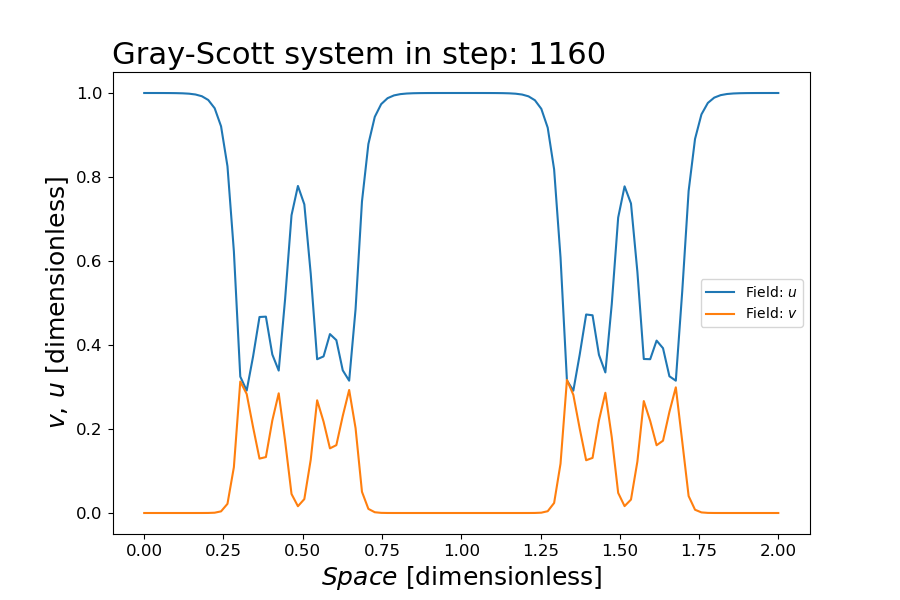 Gray-Scott system in step: 1160
v, u [dimensionless]
1.0
0.8
0.6
0.4
0.2
0.0
Field: u
Field: v
0.00 0.25 0.50 0.75 1.00 1.25 1.50 1.75 2.00
Space [dimensionless]